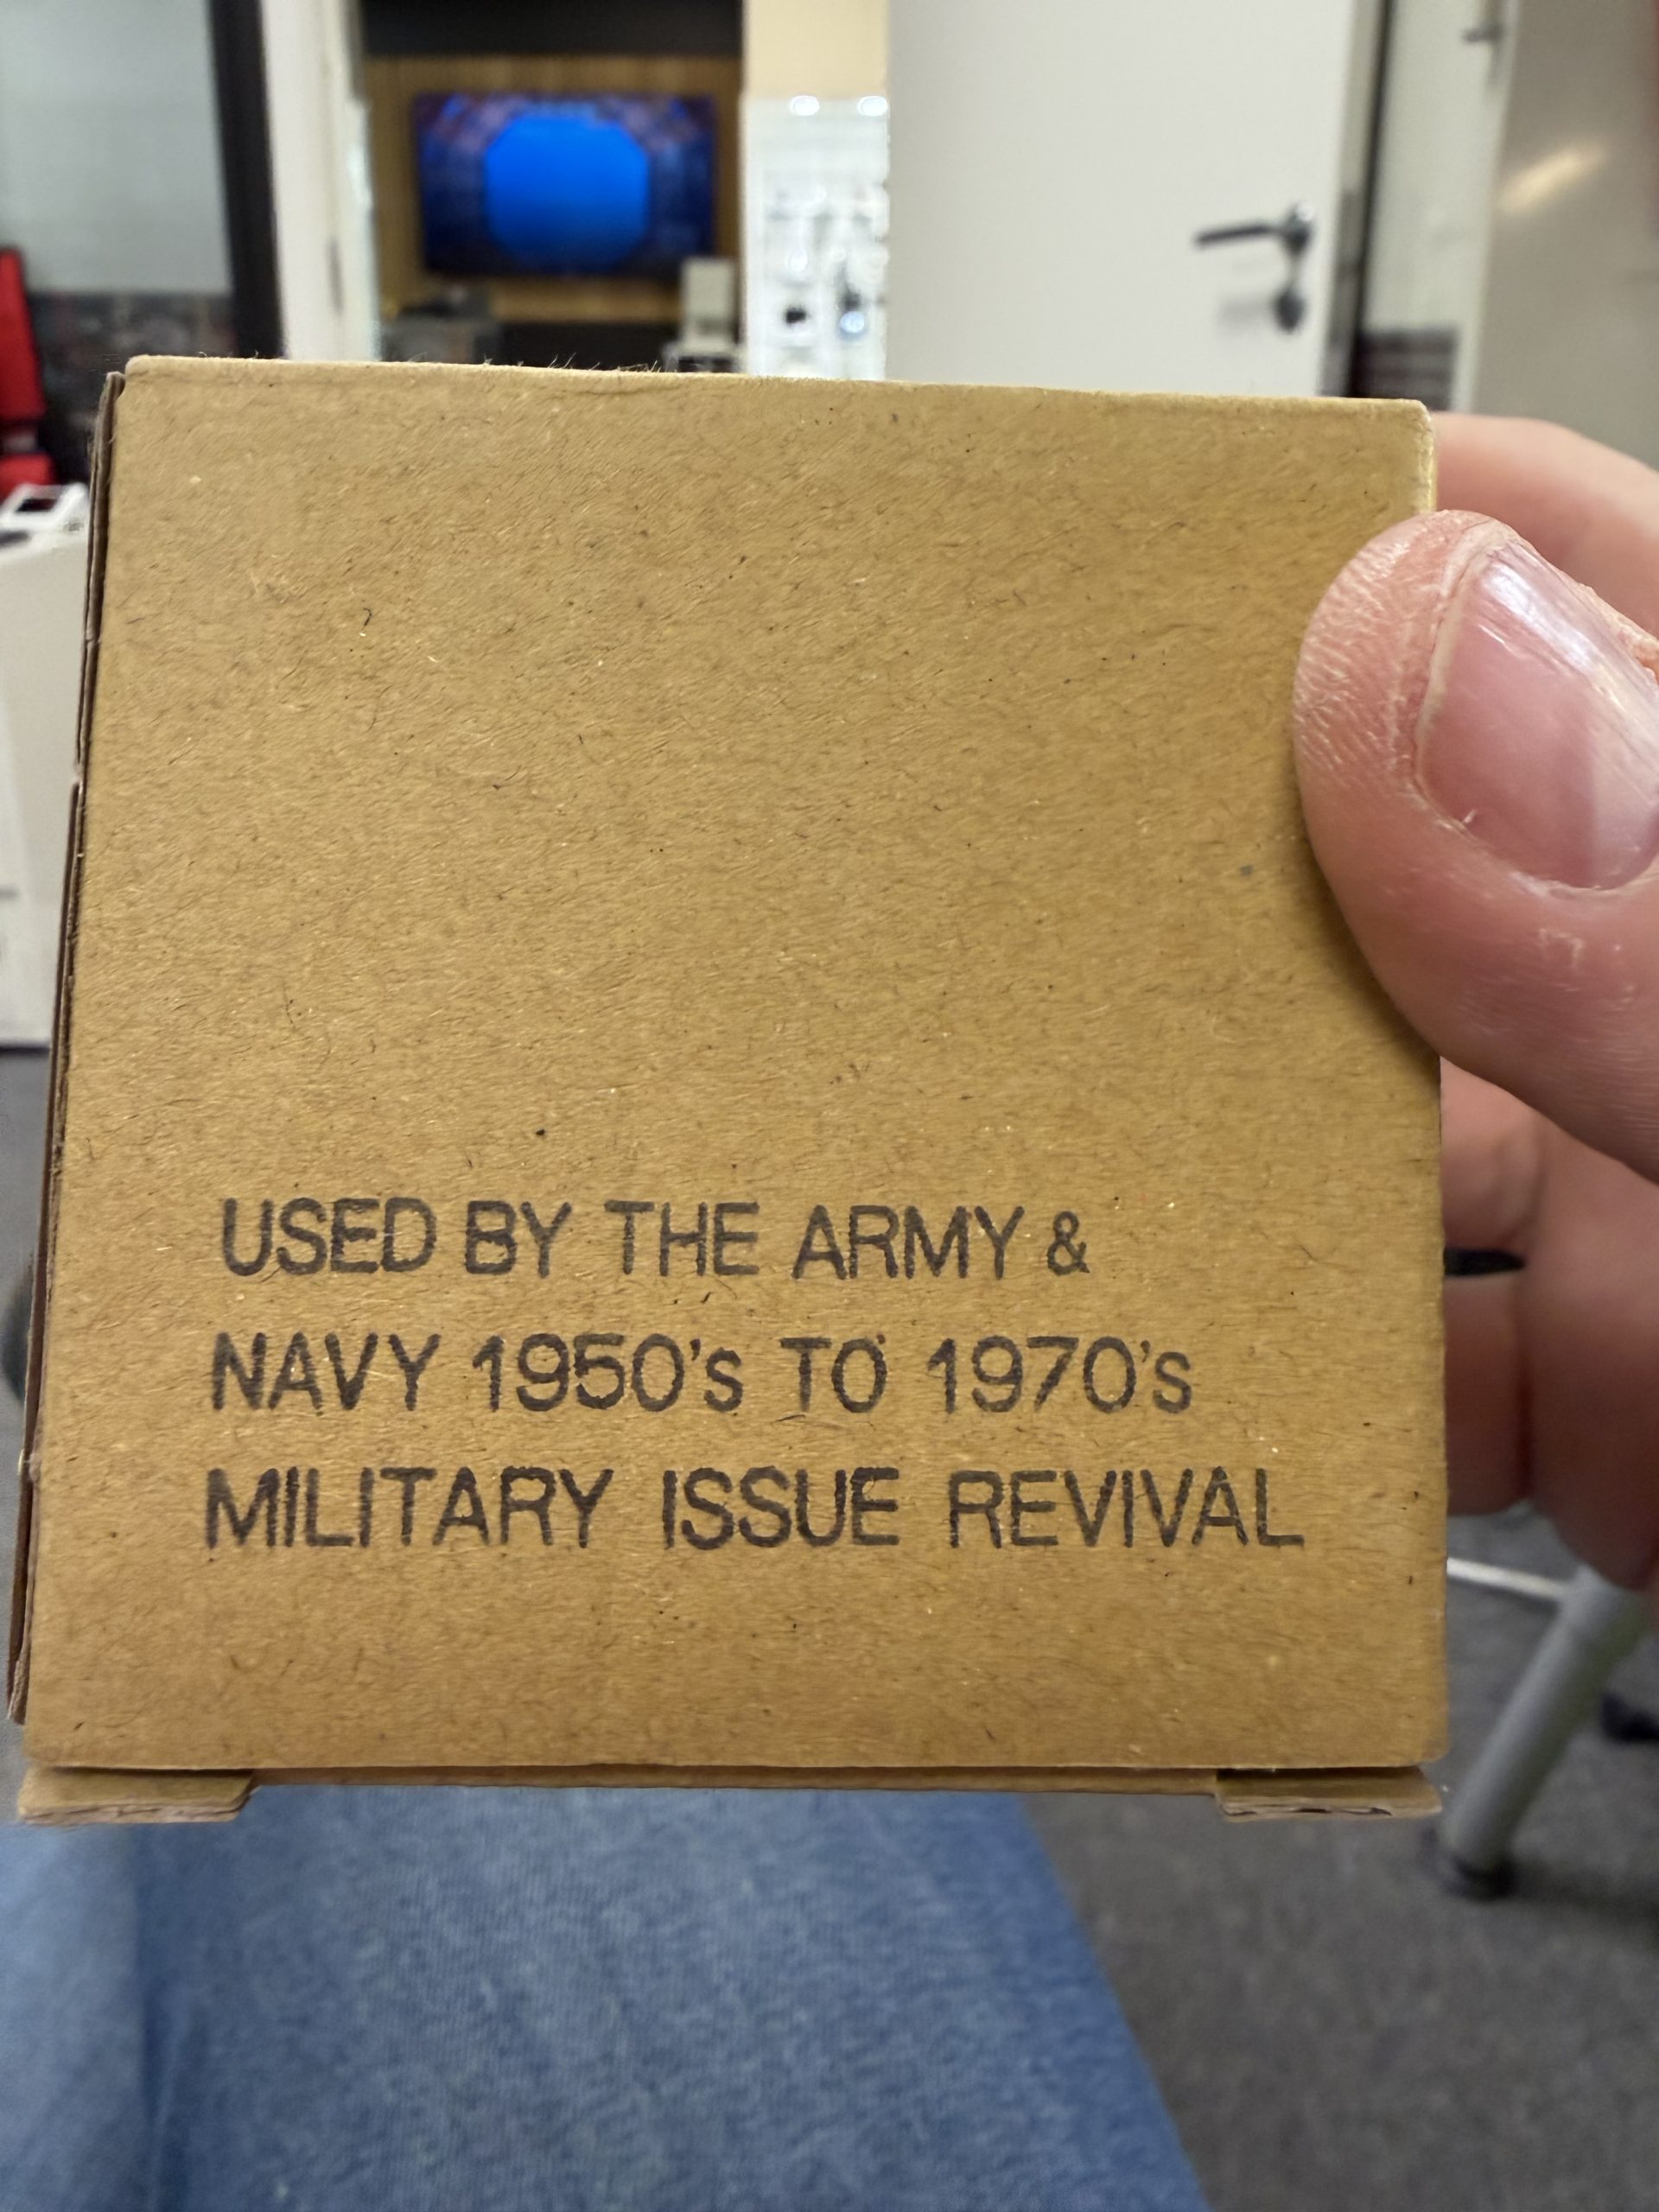 USED BY THE ARMY &
NAVY 1950's TO 1970's
MILITARY ISSUE REVIVAL